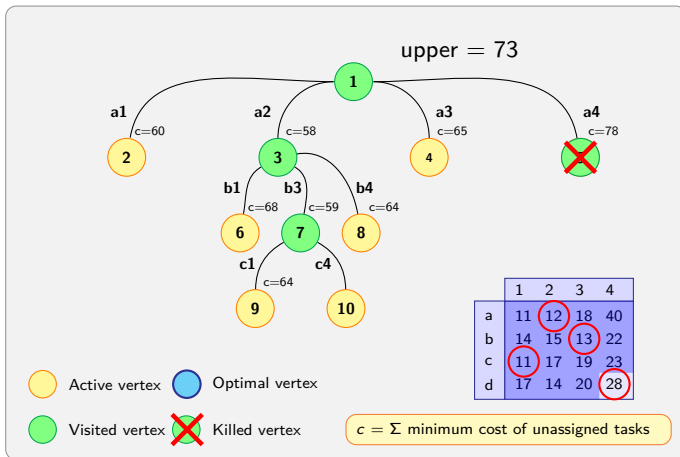 upper = 73
1
a1
a2
a3
a4
c=60
c=58
c=65
c=78
2
3
4
b1
b3
b4
c=68
c=59
c=64
6
7
8
c1
c4
c=64
9
10
1 2 3 4
a 11 12 18 40
b 14 15 13 22
c 11 17 19 23
d 17 14 20 28
Active vertex
Optimal vertex
Visited vertex
Killed vertex
c = Σ minimum cost of unassigned tasks